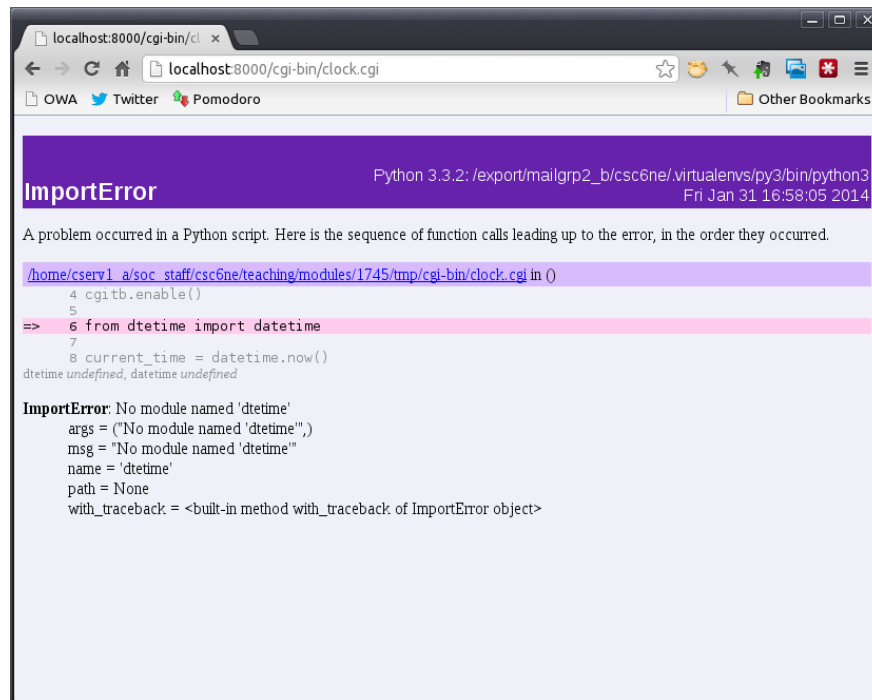 localhost:8000/cgi-bin/cl
localhost:8000/cgi-bin/clock.cgi
OWA Twitter Pomodoro Other Bookmarks
Python 3.3.2: /export/mailgrp2_b/csc6ne/.virtualenvs/py3/bin/python3
ImportError Fri Jan 31 16:58:05 2014
A problem occurred in a Python script. Here is the sequence of function calls leading up to the error, in the order they occurred.
/home/cserv1_a/soc_staff/csc6ne/teaching/modules/1745/tmp/cgi-bin/clock.cgi in ()
4 cgitb.enable()
5
=> 6 from dtetime import datetime
7
8 current_time = datetime.now()
dtetime undefined, datetime undefined
ImportError: No module named 'dtetime'
args = ("No module named 'dtetime'",)
msg = "No module named 'dtetime'"
name = 'dtetime'
path = None
with_traceback = <built-in method with_traceback of ImportError object>